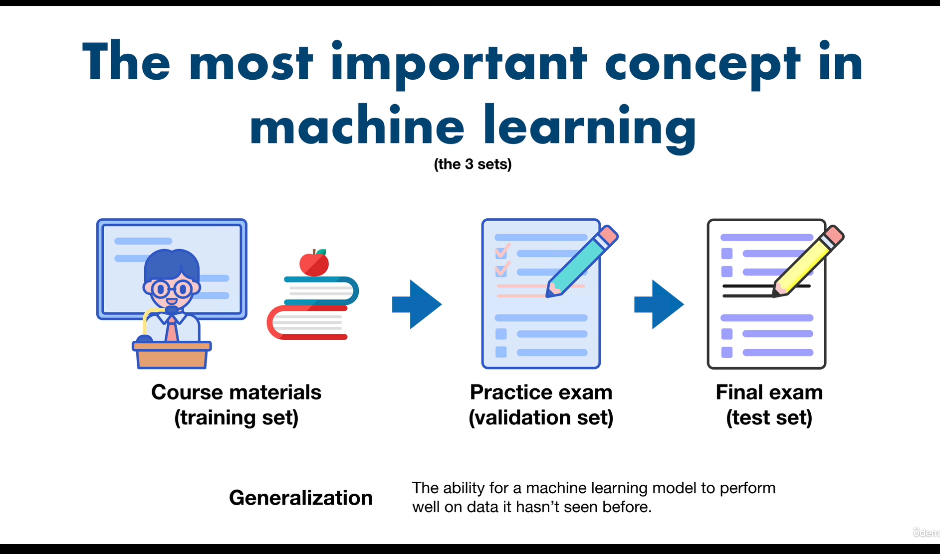 The most important concept in
machine learning
(the 3 sets)
Course materials
(training set)
Practice exam
(validation set)
Final exam
(test set)
Generalization
The ability for a machine learning model to perform
well on data it hasn’t seen before.